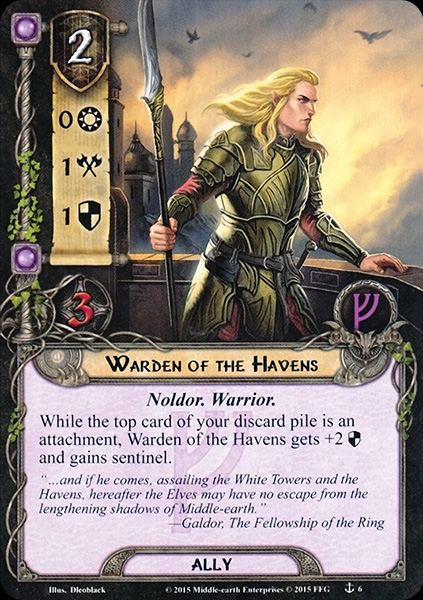 2
0
1
1
3
WARDEN OF THE HAVENS
Noldor. Warrior.
While the top card of your discard pile is an
attachment, Warden of the Havens gets +2
and gains sentinel.
“…and if he comes, assailing the White Towers and the
Havens, hereafter the Elves may have no escape from the
lengthening shadows of Middle-earth.”
—Galdor, The Fellowship of the Ring
ALLY
Illus. Dleoblack © 2015 Middle-earth Enterprises © 2015 FFG 6